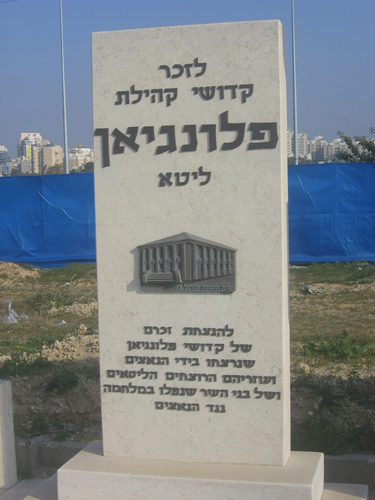 לזכר
קדושי קהילת
פלונגיאן
ליטא
להנצחת זכרם
של קדושי פלונגיאן
שנרצחו בידי הנאצים
ועוזריהם הרוצחים הליטאים
ושל בני העיר שנפלו במלחמה
נגד הנאצים